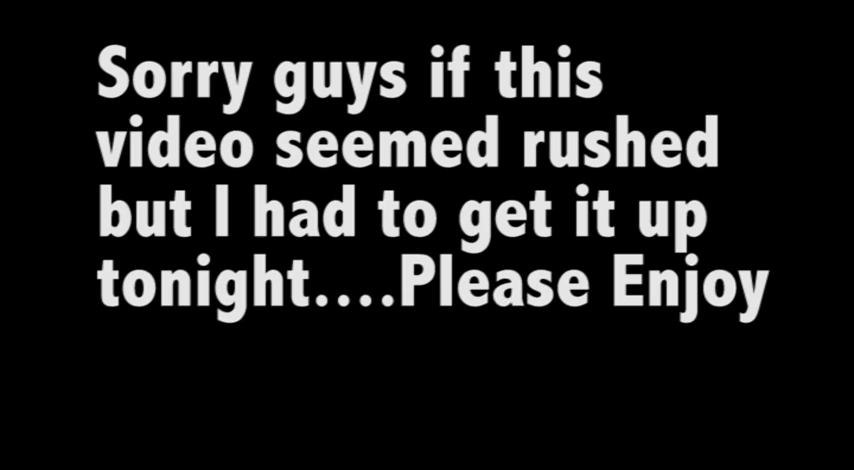 Sorry guys if this
video seemed rushed
but I had to get it up
tonight....Please Enjoy